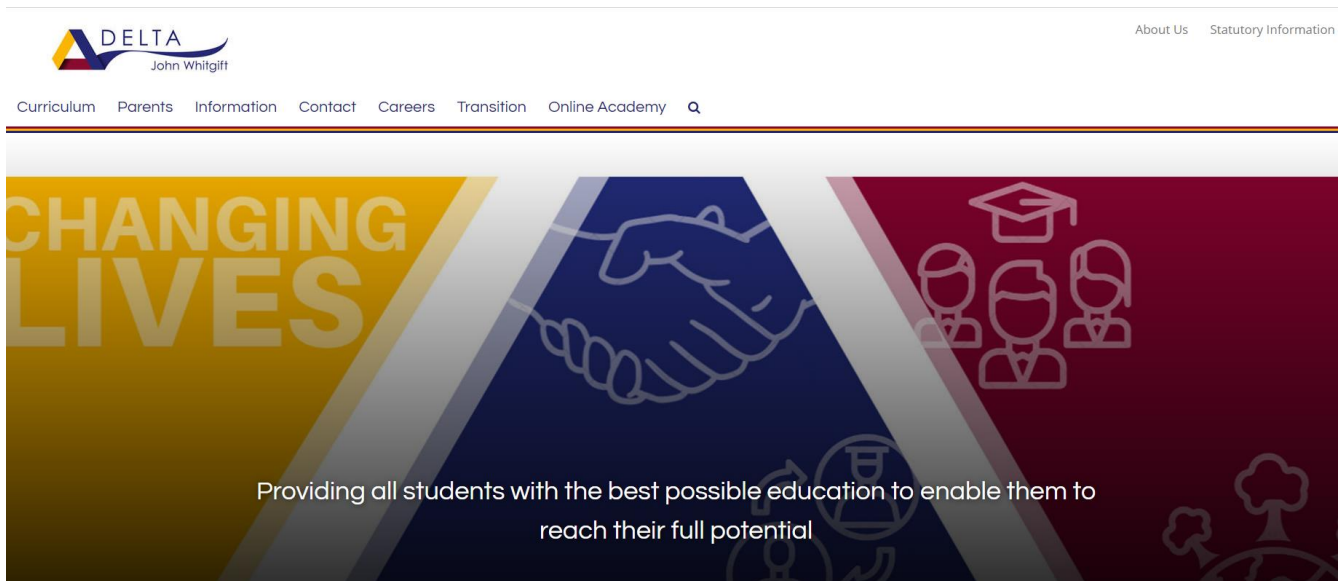 DELTA
John Whitgift
About Us Statutory Information
Curriculum Parents Information Contact Careers Transition Online Academy
CHANGING
LIVES
Providing all students with the best possible education to enable them to
reach their full potential